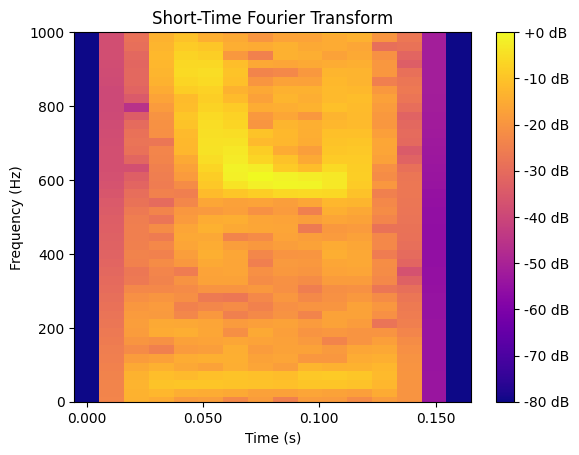 Short-Time Fourier Transform
Frequency (Hz)
1000
800
600
400
200
0
0.000
0.050
0.100
0.150
Time (s)
+0 dB
-10 dB
-20 dB
-30 dB
-40 dB
-50 dB
-60 dB
-70 dB
-80 dB